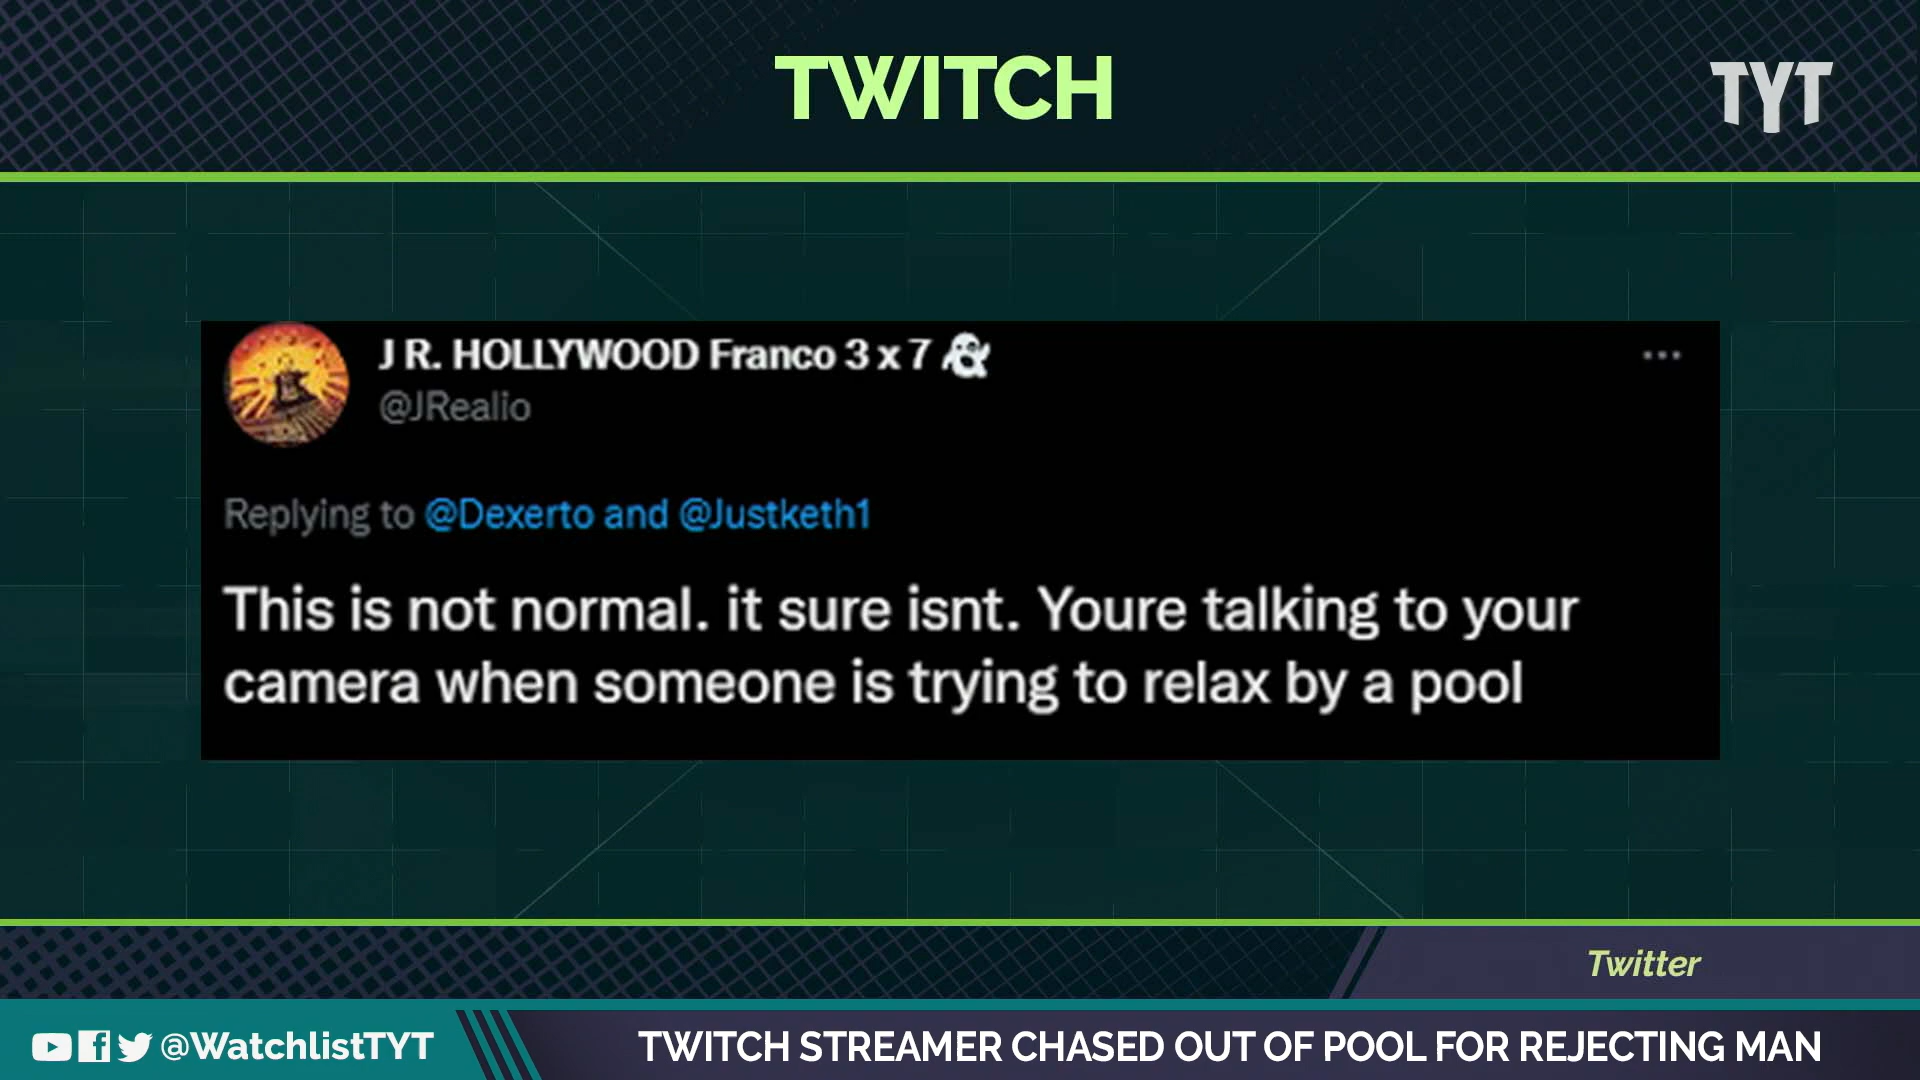 TWITCH
TYT
J R. HOLLYWOOD Franco 3 x 7 👻
@JRealio
Replying to @Dexerto and @Justketh1
This is not normal. it sure isnt. Youre talking to your
camera when someone is trying to relax by a pool
Twitter
@WatchlistTYT
TWITCH STREAMER CHASED OUT OF POOL FOR REJECTING MAN